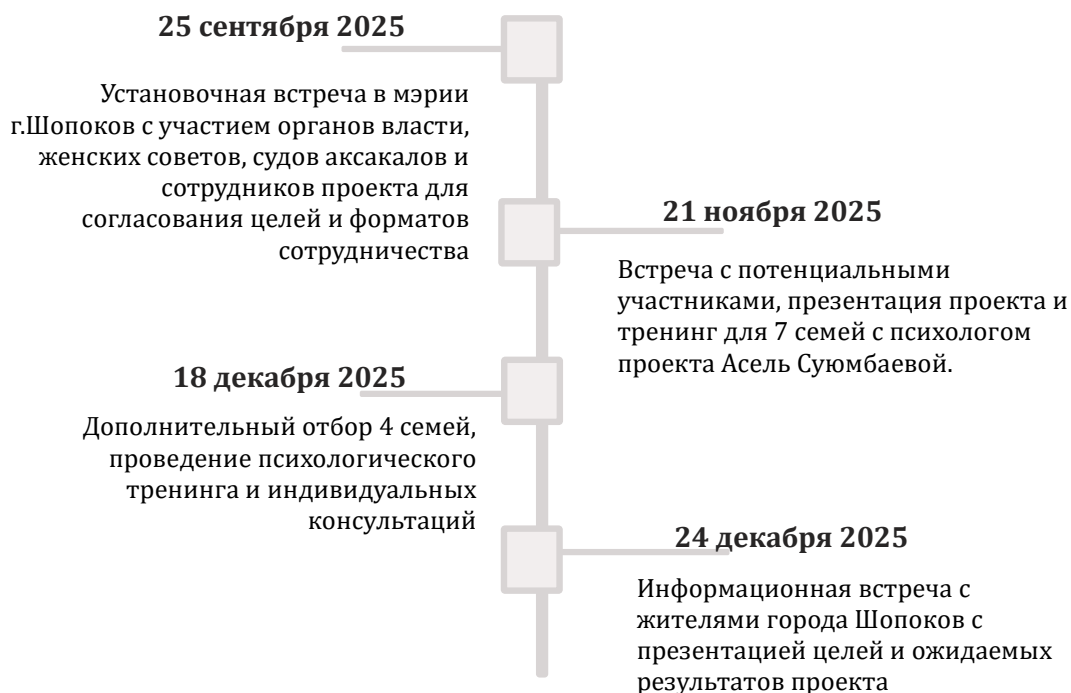 25 сентября 2025
Установочная встреча в мэрии
г.Шопоков с участием органов власти,
женских советов, судов аксакалов и
сотрудников проекта для
согласования целей и форматов
сотрудничества
21 ноября 2025
Встреча с потенциальными
участниками, презентация проекта и
тренинг для 7 семей с психологом
проекта Асель Суюмбаевой.
18 декабря 2025
Дополнительный отбор 4 семей,
проведение психологического
тренинга и индивидуальных
консультаций
24 декабря 2025
Информационная встреча с
жителями города Шопоков с
презентацией целей и ожидаемых
результатов проекта